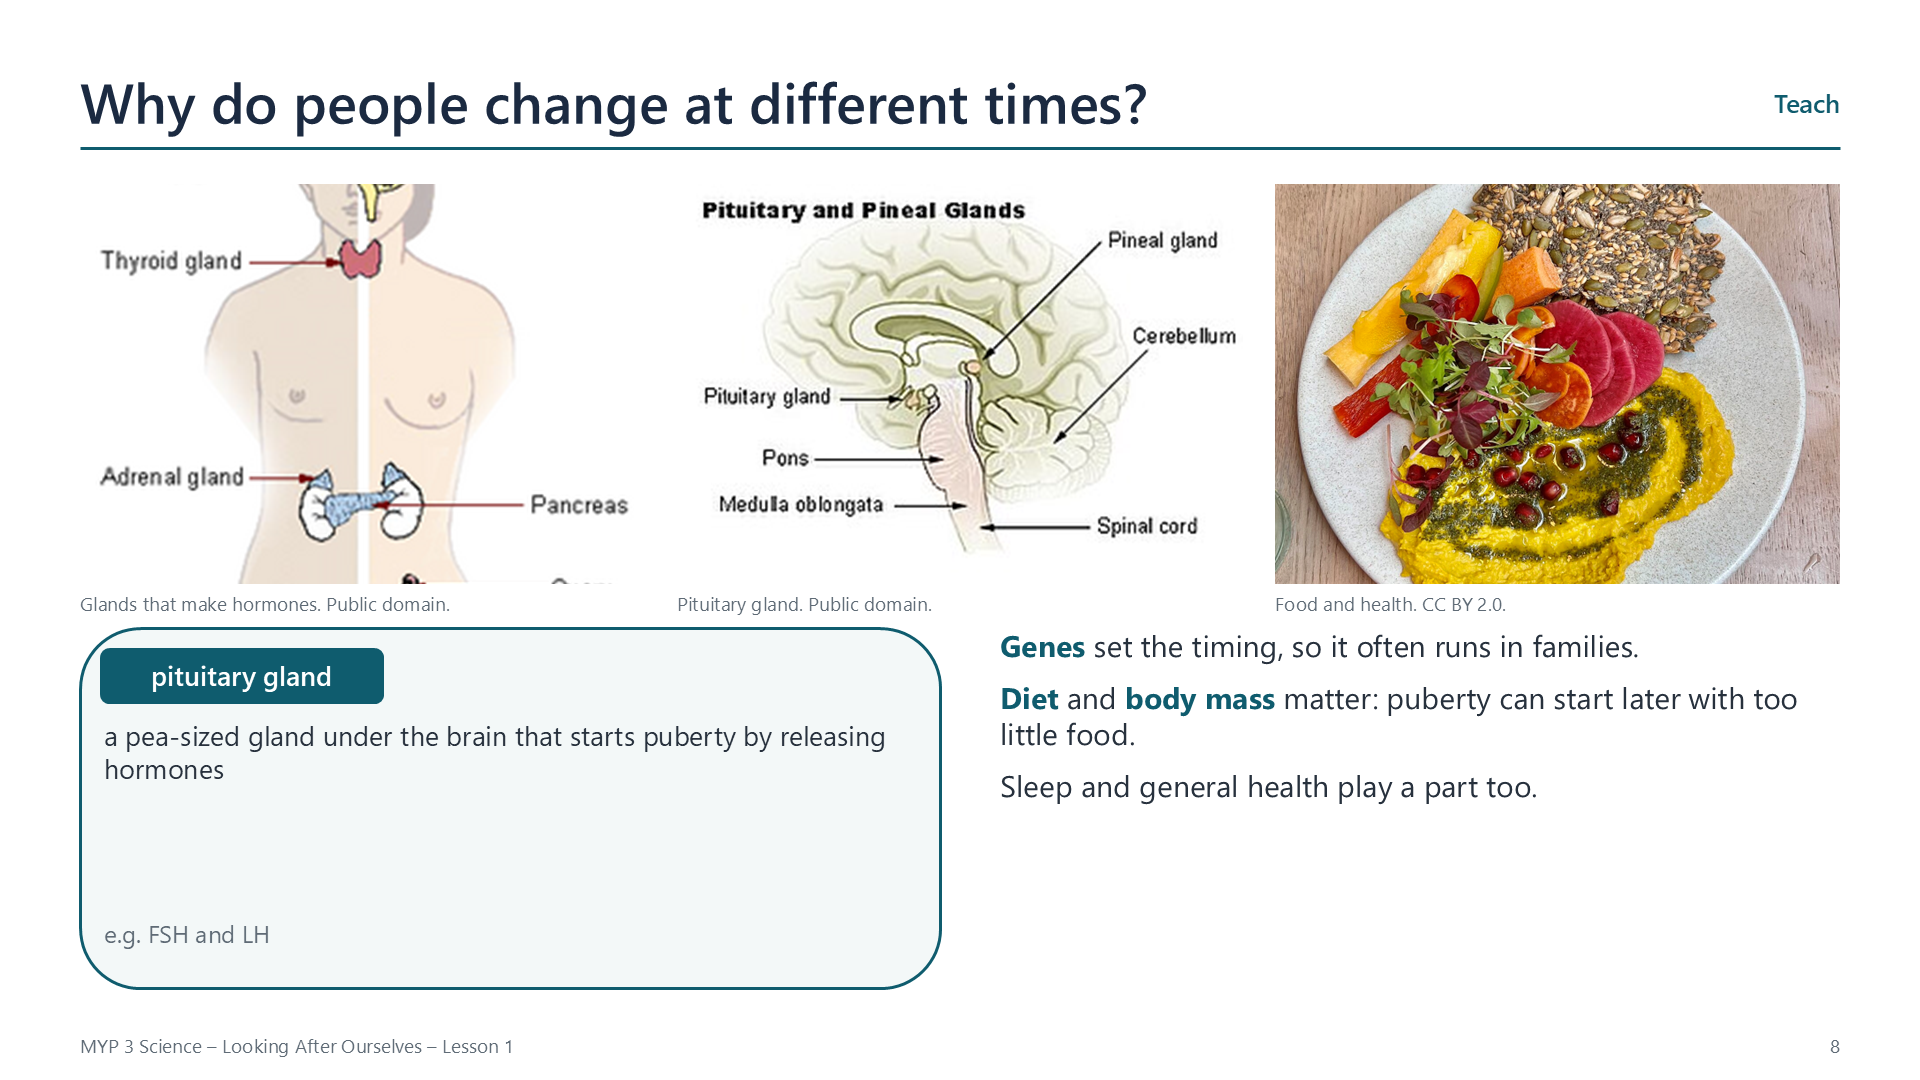 Why do people change at different times?
Teach
Thyroid gland
Adrenal gland
Pancreas
Pituitary and Pineal Glands
Pineal gland
Cerebellum
Pituitary gland
Pons
Medulla oblongata
Spinal cord
Glands that make hormones. Public domain.
Pituitary gland. Public domain.
Food and health. CC BY 2.0.
pituitary gland
a pea-sized gland under the brain that starts puberty by releasing
hormones
e.g. FSH and LH
Genes set the timing, so it often runs in families.
Diet and body mass matter: puberty can start later with too
little food.
Sleep and general health play a part too.
MYP 3 Science – Looking After Ourselves – Lesson 1
8